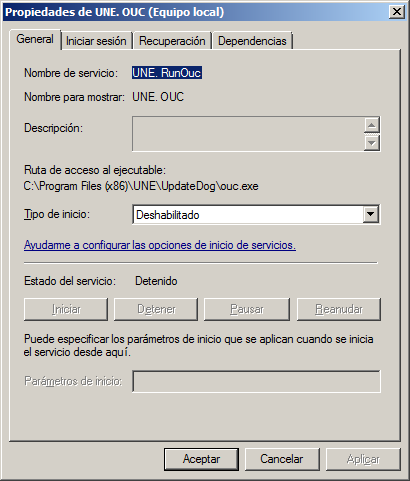 Propiedades de UNE. OUC (Equipo local)
General Iniciar sesión Recuperación Dependencias
Nombre de servicio: UNE. RunOuc
Nombre para mostrar: UNE. OUC
Descripción:
Ruta de acceso al ejecutable:
C:\Program Files (x86)\UNE\UpdateDog\ouc.exe
Tipo de inicio: Deshabilitado
Ayudarme a configurar las opciones de inicio de servicios.
Estado del servicio: Detenido
Iniciar Detener Pausar Reanudar
Puede especificar los parámetros de inicio que se aplican cuando se inicia
el servicio desde aquí.
Parámetros de inicio:
Aceptar Cancelar Aplicar